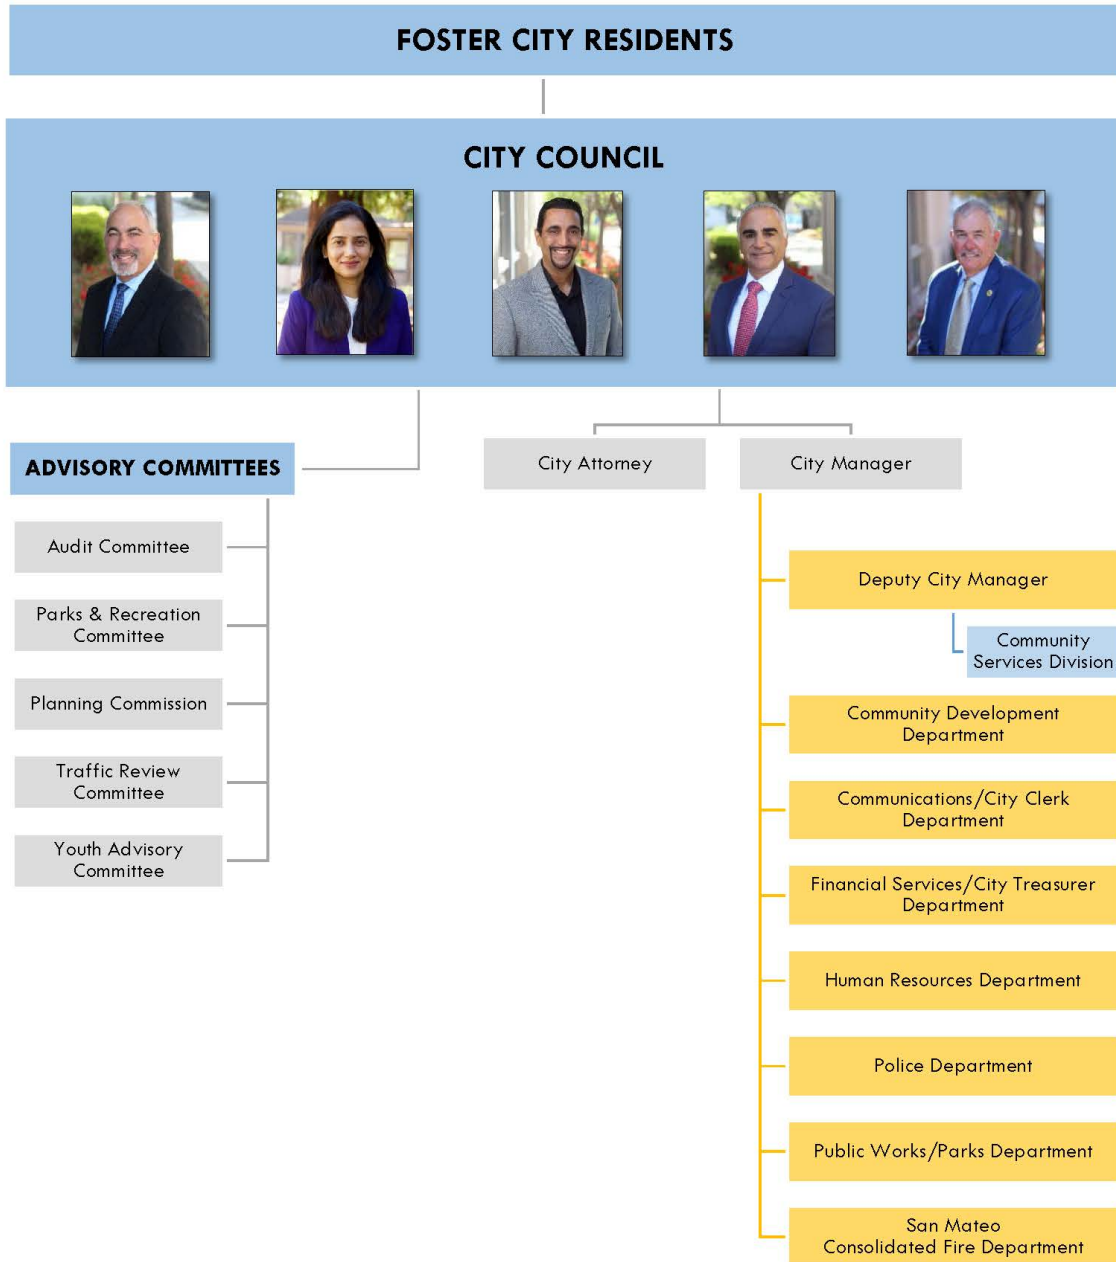 FOSTER CITY RESIDENTS
CITY COUNCIL
ADVISORY COMMITTEES
Audit Committee
Parks & Recreation
Committee
Planning Commission
Traffic Review
Committee
Youth Advisory
Committee
City Attorney
City Manager
Deputy City Manager
Community
Services Division
Community Development
Department
Communications/City Clerk
Department
Financial Services/City Treasurer
Department
Human Resources Department
Police Department
Public Works/Parks Department
San Mateo
Consolidated Fire Department